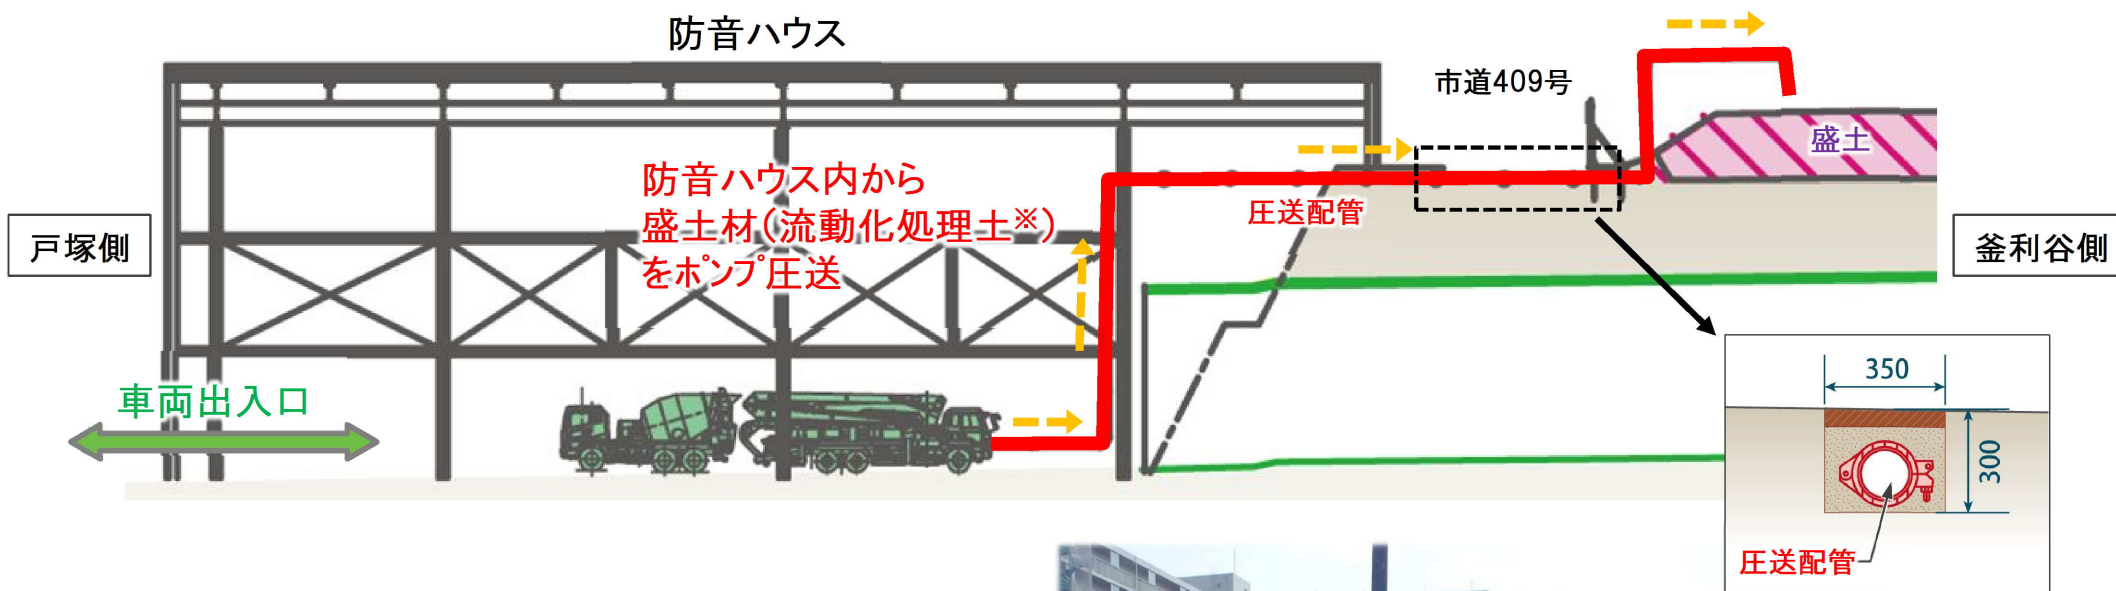 防音ハウス
市道409号
盛土
防音ハウス内から
盛土材(流動化処理土※)
をポンプ圧送
圧送配管
戸塚側
釜利谷側
車両出入口
350
300
圧送配管